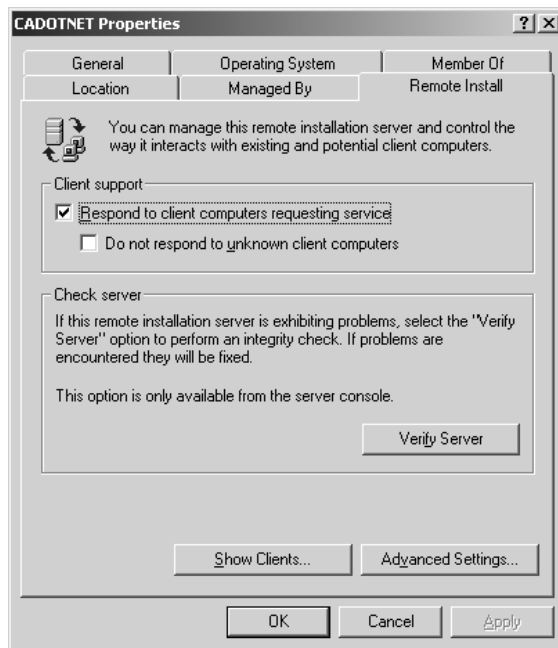 CADOTNET Properties
General Operating System Member Of
Location Managed By Remote Install
You can manage this remote installation server and control the
way it interacts with existing and potential client computers.
Client support
Respond to client computers requesting service
Do not respond to unknown client computers
Check server
If this remote installation server is exhibiting problems, select the "Verify
Server" option to perform an integrity check. If problems are
encountered they will be fixed.
This option is only available from the server console.
Verify Server
Show Clients... Advanced Settings...
OK Cancel Apply